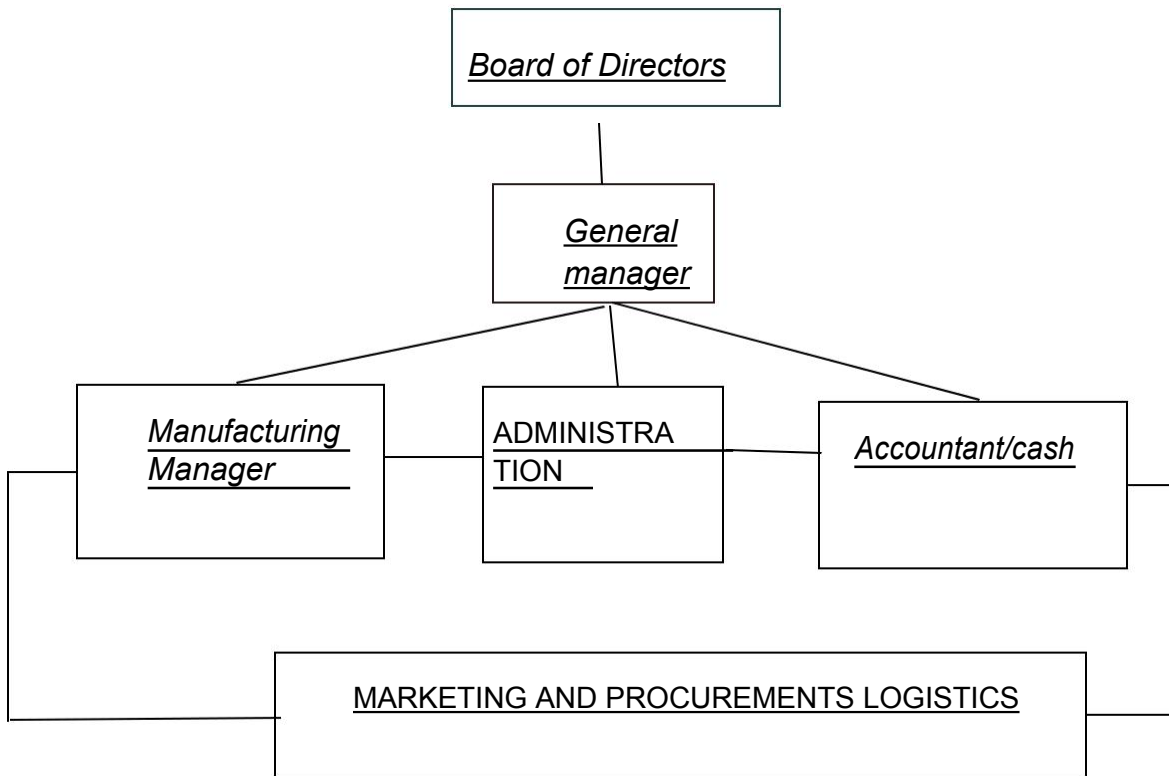 Board of Directors
General
manager
Manufacturing
Manager
ADMINISTRA
TION
Accountant/cash
MARKETING AND PROCUREMENTS LOGISTICS